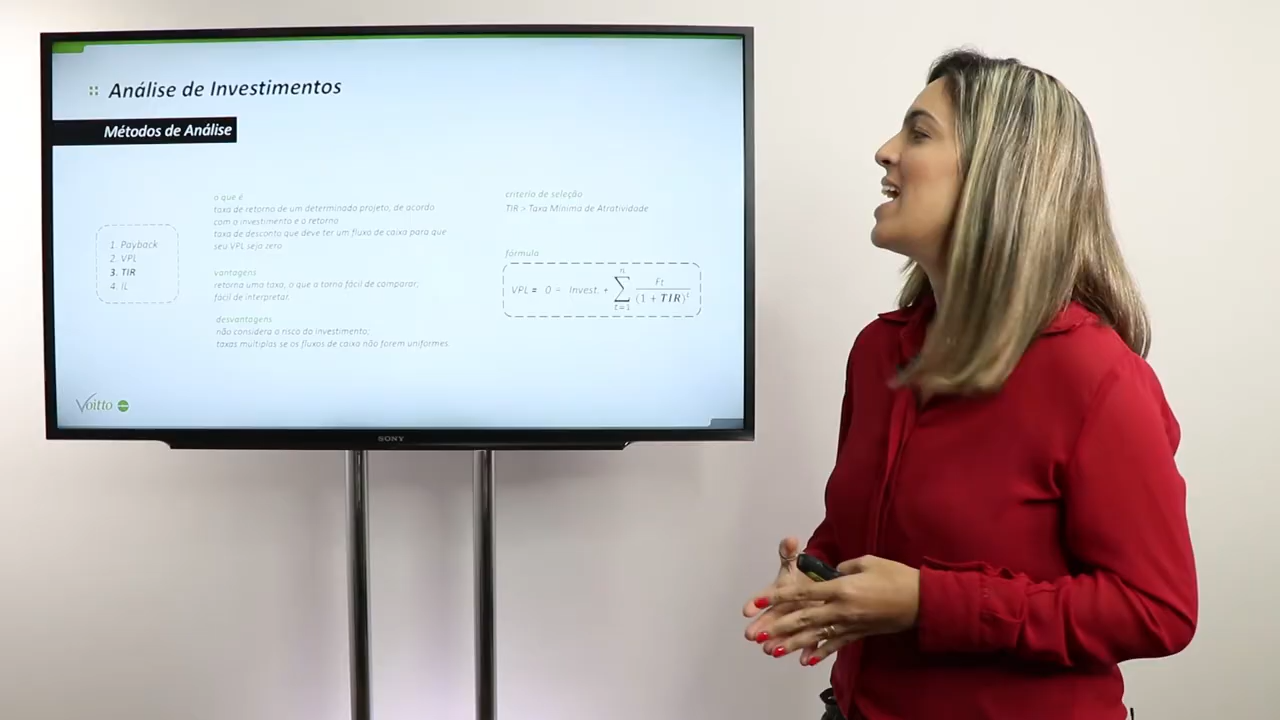 Análise de Investimentos
Métodos de Análise
1. Payback
2. VPL
3. TIR
4. IL
o que é
taxa de retorno de um determinado projeto, de acordo
com o investimento e o retorno
taxa de desconto que deve ter um fluxo de caixa para que
seu VPL seja zero
vantagens
retorna uma taxa, o que a torna fácil de comparar;
fácil de interpretar.
desvantagens
não considera o risco do investimento;
taxas multiplas se os fluxos de caixa não forem uniformes
criterio de seleção
TIR > Taxa Mínima de Atratividade
fórmula
VPL = 0 = Invest. + ∑ n t=1 Ft / (1 + TIR)^t
Voitto
SONY